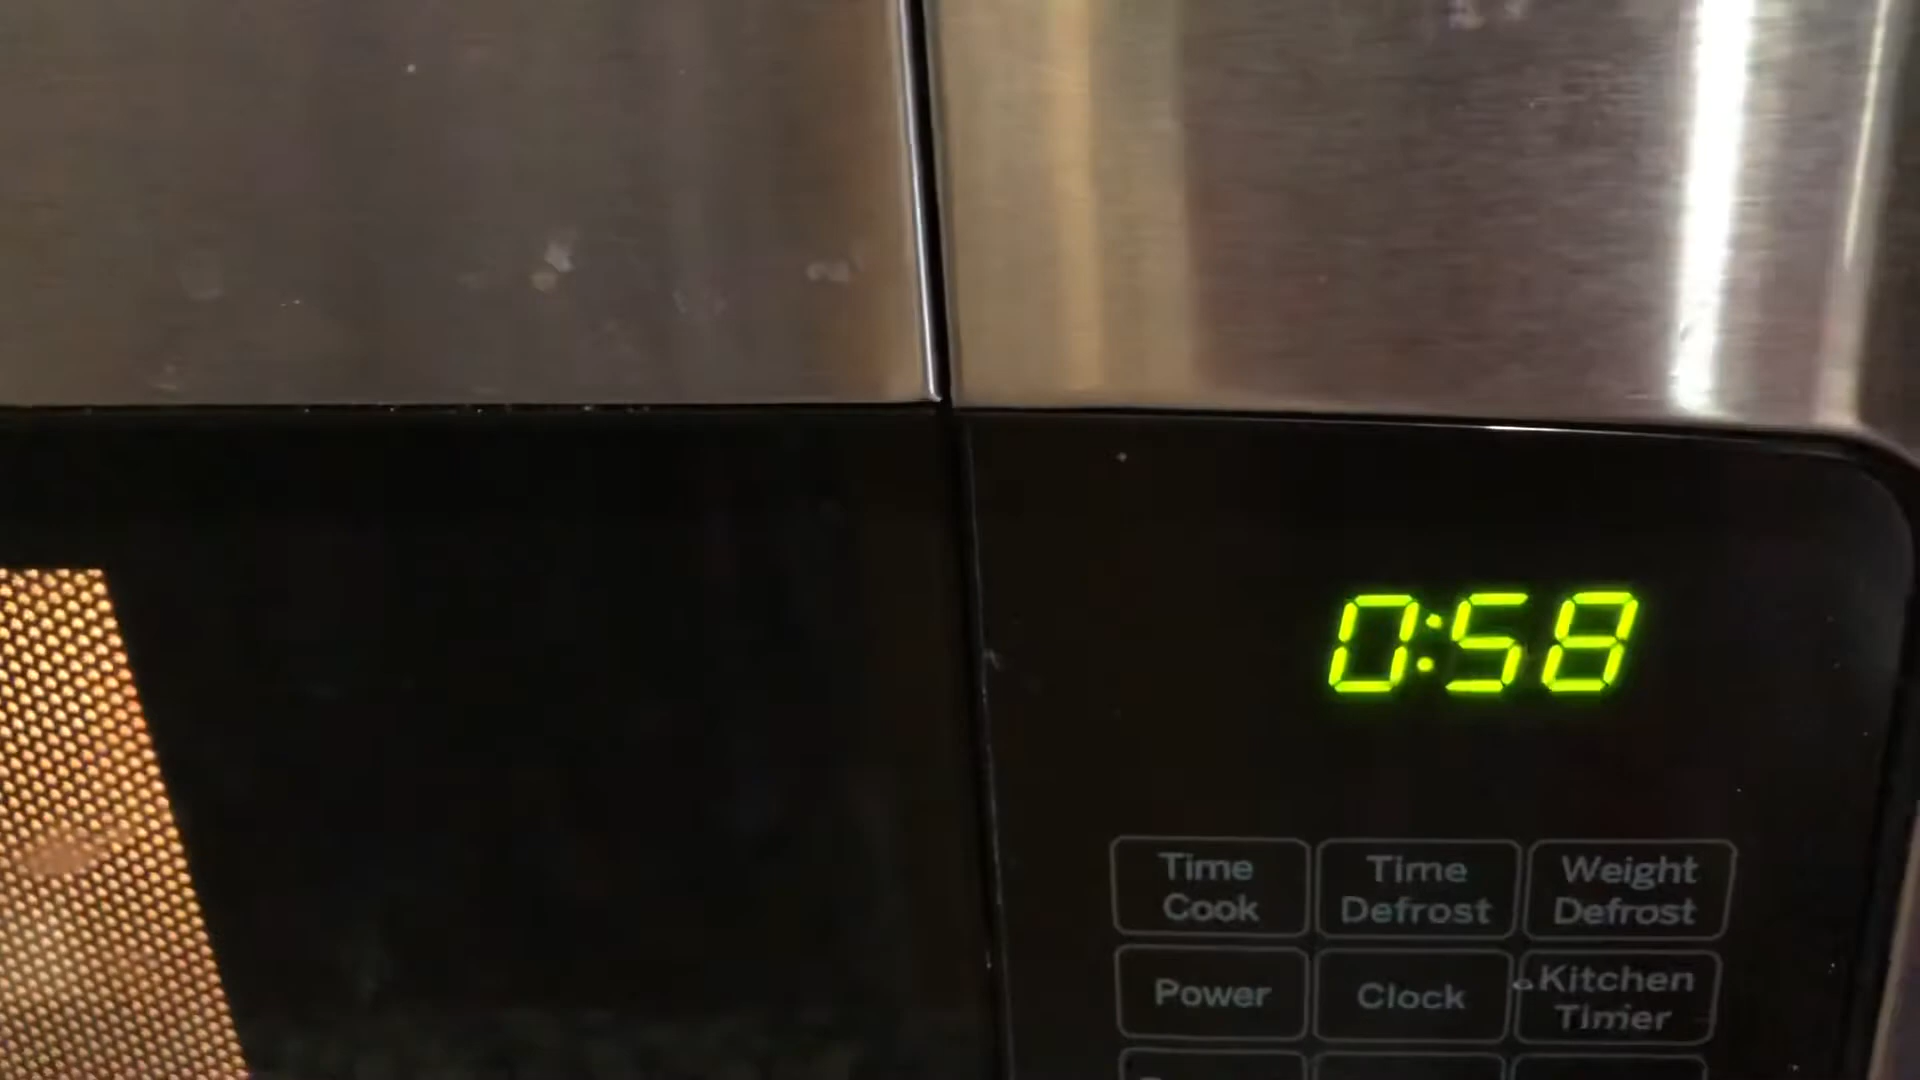 0:58
Time
Cook
Time
Defrost
Weight
Defrost
Power
Clock
Kitchen
Timer